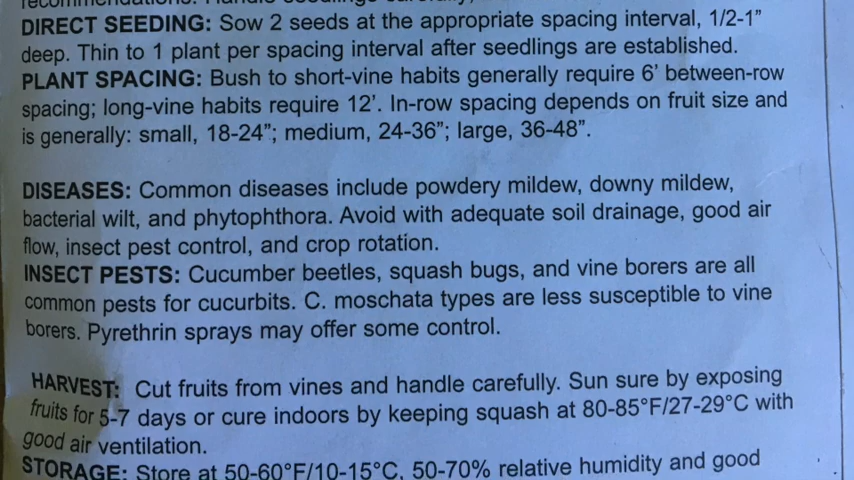 recommendations. Handle seedlings carefully,
DIRECT SEEDING: Sow 2 seeds at the appropriate spacing interval, 1/2-1”
deep. Thin to 1 plant per spacing interval after seedlings are established.
PLANT SPACING: Bush to short-vine habits generally require 6’ between-row
spacing; long-vine habits require 12’. In-row spacing depends on fruit size and
is generally: small, 18-24”; medium, 24-36”; large, 36-48”.
DISEASES: Common diseases include powdery mildew, downy mildew,
bacterial wilt, and phytophthora. Avoid with adequate soil drainage, good air
flow, insect pest control, and crop rotation.
INSECT PESTS: Cucumber beetles, squash bugs, and vine borers are all
common pests for cucurbits. C. moschata types are less susceptible to vine
borers. Pyrethrin sprays may offer some control.
HARVEST: Cut fruits from vines and handle carefully. Sun sure by exposing
fruits for 5-7 days or cure indoors by keeping squash at 80-85°F/27-29°C with
good air ventilation.
STORAGE: Store at 50-60°F/10-15°C, 50-70% relative humidity and good